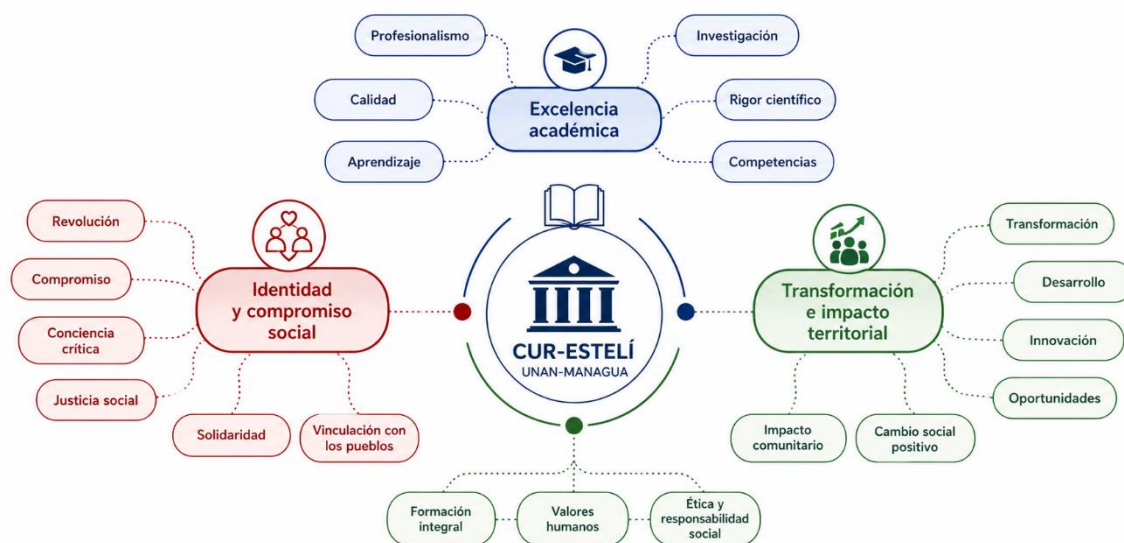 Profesionalismo
Calidad
Aprendizaje
Excelencia
académica
Investigación
Rigor científico
Competencias
Revolución
Compromiso
Conciencia
crítica
Justicia social
Solidaridad
Vinculación con
los pueblos
Identidad
y compromiso
social
CUR-ESTELÍ
UNAN-MANAGUA
Transformación
e impacto
territorial
Transformación
Desarrollo
Innovación
Oportunidades
Impacto
comunitario
Cambio social
positivo
Formación
integral
Valores
humanos
Ética y
responsabilidad
social